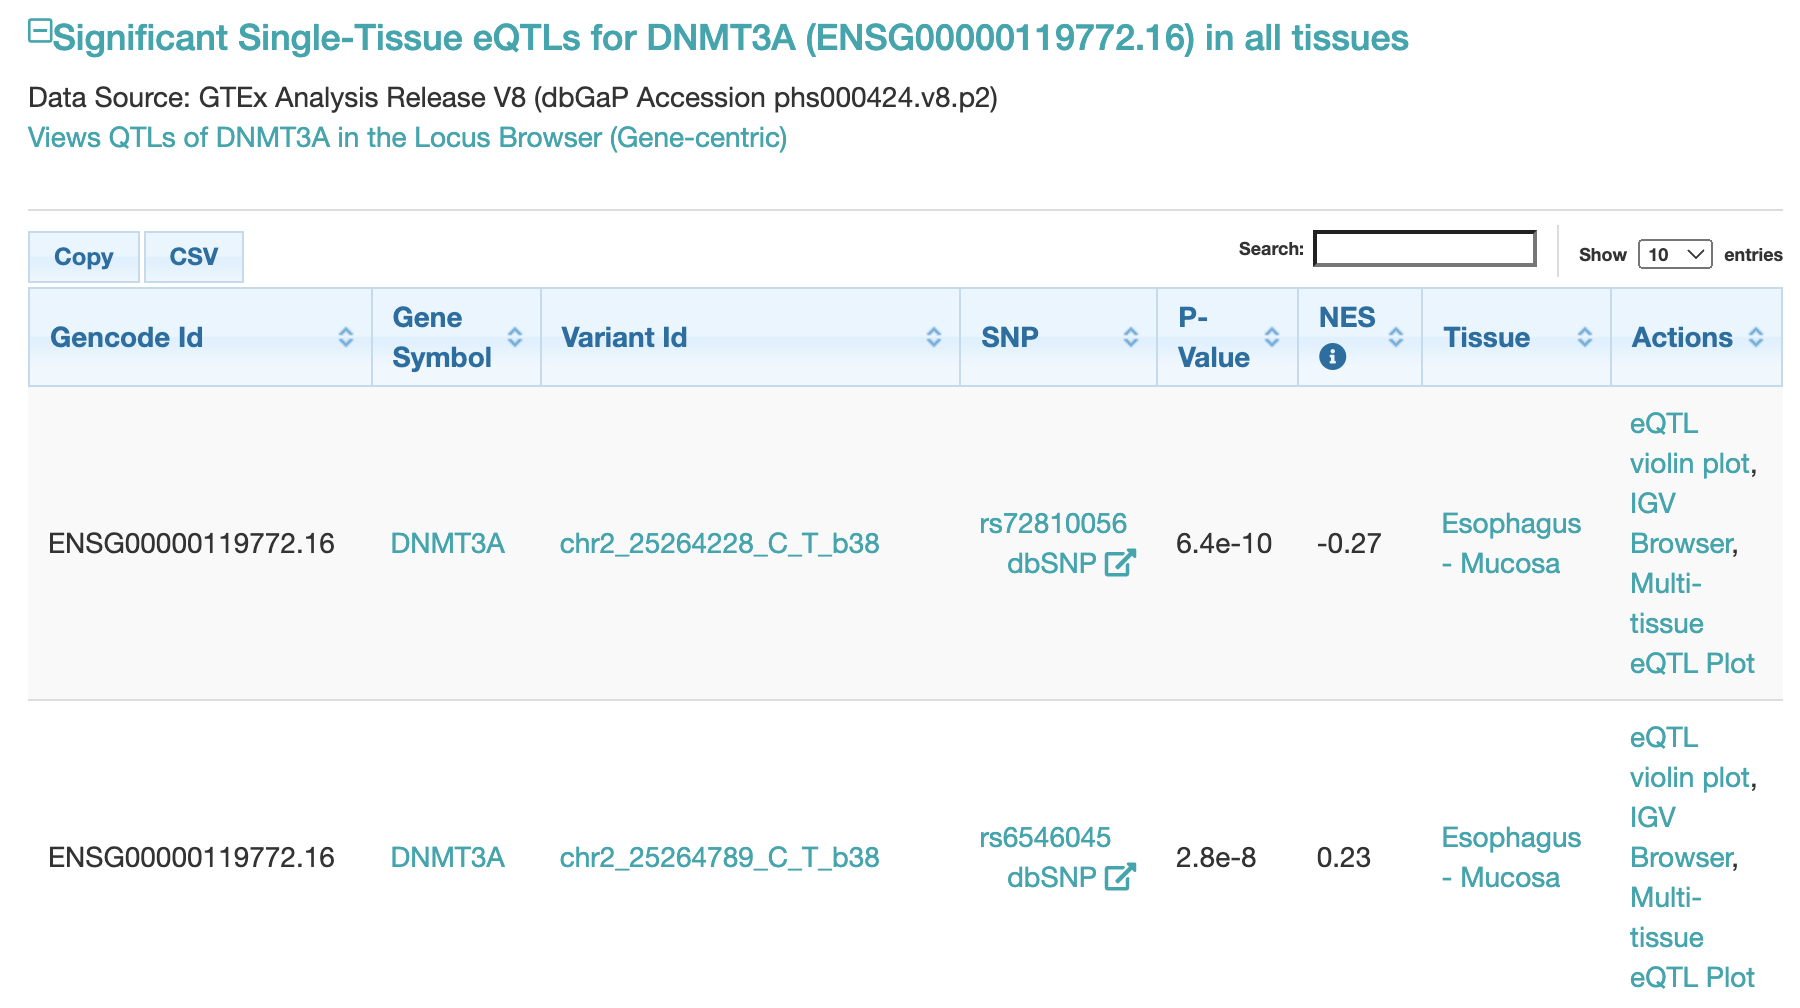 Significant Single-Tissue eQTLs for DNMT3A (ENSG00000119772.16) in all tissues
Data Source: GTEx Analysis Release V8 (dbGaP Accession phs000424.v8.p2)
Views QTLs of DNMT3A in the Locus Browser (Gene-centric)
Copy CSV Search: Show 10 entries
Gencode Id Gene Symbol Variant Id SNP P-Value NES Tissue Actions
ENSG00000119772.16 DNMT3A chr2_25264228_C_T_b38 rs72810056 dbSNP 6.4e-10 -0.27 Esophagus - Mucosa eQTL violin plot, IGV Browser, Multi-tissue eQTL Plot
ENSG00000119772.16 DNMT3A chr2_25264789_C_T_b38 rs6546045 dbSNP 2.8e-8 0.23 Esophagus - Mucosa eQTL violin plot, IGV Browser, Multi-tissue eQTL Plot